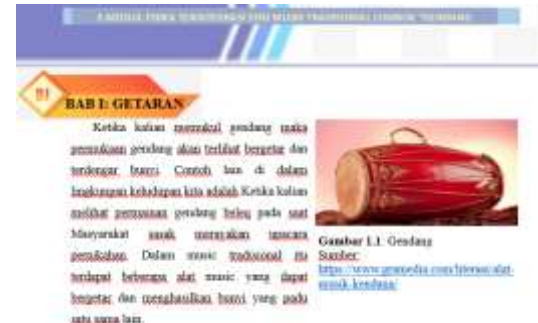 B1
BAB I: GETARAN
Ketika kalian memukul gendang maka
permukaan gendang akan terlihat bergetar dan
terdengar bunyi. Contoh lain di dalam
lingkungan kehidupan kita adalah Ketika kalian
melihat permainan gendang beleq pada saat
Masyarakat sasak merayakan upacara
pernikahan. Dalam music tradisional itu
terdapat beberapa alat music yang dapat
bergetar dan menghasilkan bunyi yang padu
satu sama lain.
Gambar 1.1. Gendang
Sumber:
https://www.gramedia.com/literasi/alat-
musik-kendang/